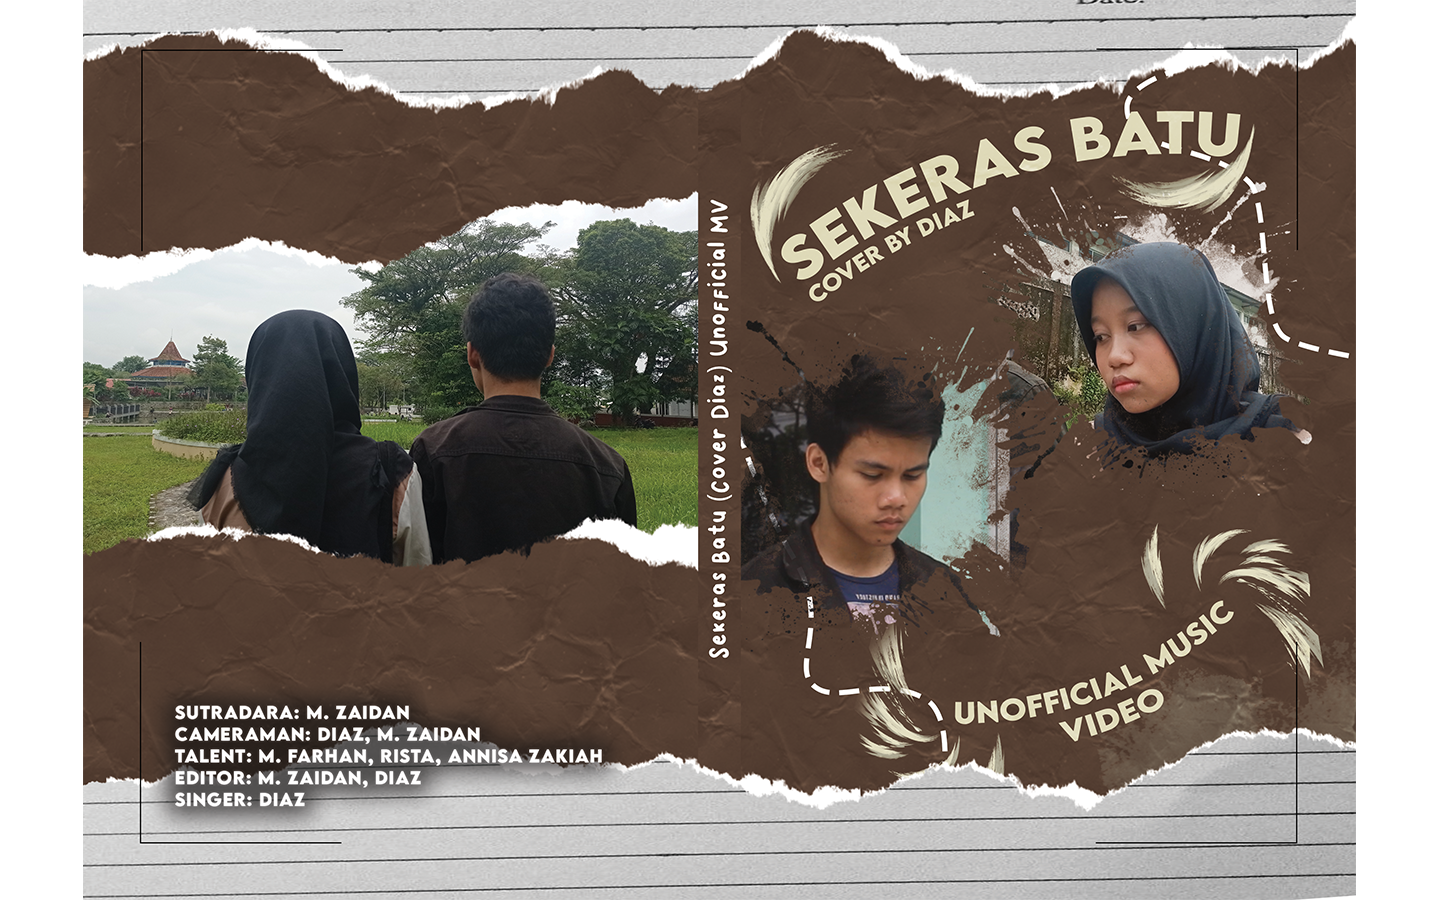 Date:
SEKERAS BATU
COVER BY DIAZ
Sekeras Batu (Cover Diaz) Unofficial MV
UNOFFICIAL MUSIC
VIDEO
SUTRADARA: M. ZAIDAN
CAMERAMAN: DIAZ, M. ZAIDAN
TALENT: M. FARHAN, RISTA, ANNISA ZAKIAH
EDITOR: M. ZAIDAN, DIAZ
SINGER: DIAZ